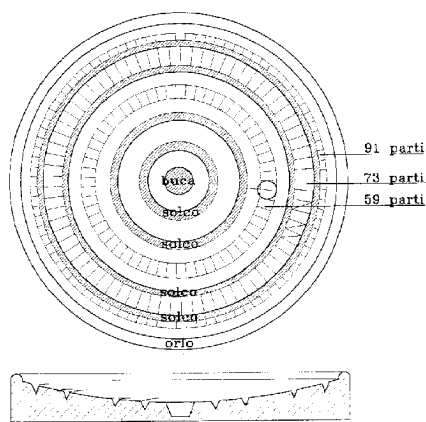 91 parti
73 parti
59 parti
buca
solco
solco
solco
solco
orlo